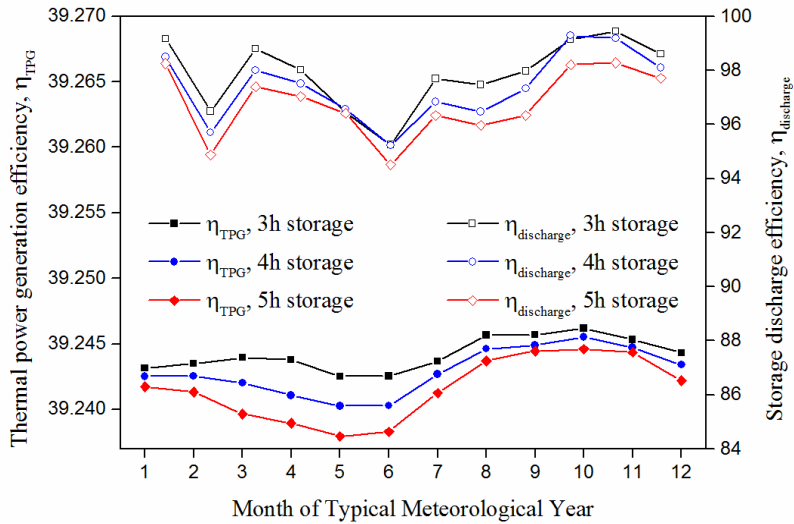 Thermal power generation efficiency, ηTPG
39.270
39.265
39.260
39.255
39.250
39.245
39.240
100
98
96
94
92
90
88
86
84
Storage discharge efficiency, ηdischarge
ηTPG, 3h storage
ηTPG, 4h storage
ηTPG, 5h storage
ηdischarge, 3h storage
ηdischarge, 4h storage
ηdischarge, 5h storage
1 2 3 4 5 6 7 8 9 10 11 12
Month of Typical Meteorological Year